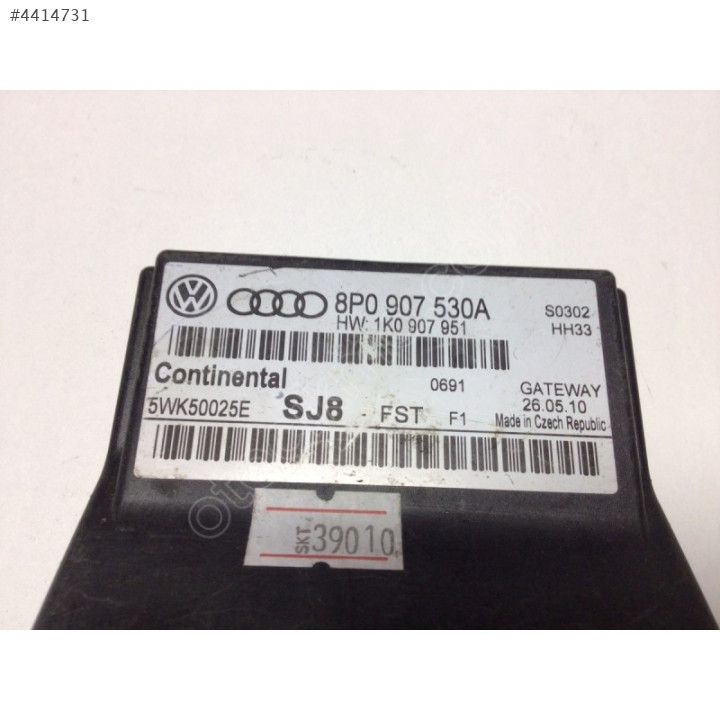 #4414731
8P0 907 530A
HW: 1K0 907 951
S0302
HH33
Continental
0691
GATEWAY
5WK50025E
SJ8
FST
F1
26.05.10
Made in Czech Republic
SKT. 39010